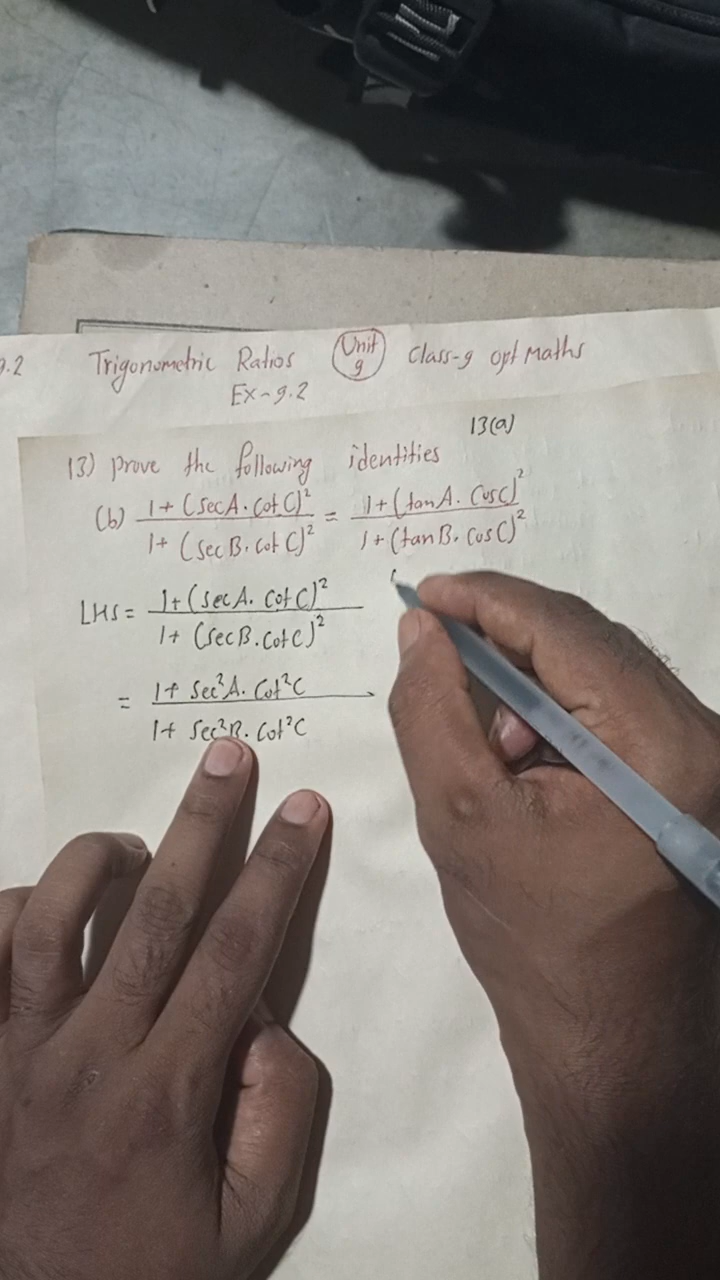 9.2 Trigonometric Ratios Unit 9 Class-9 opt Maths
Ex-9.2
13(a)
13) prove the following identities
(b) 1+(secA.cotC)² / 1+(secB.cotC)² = 1+(tanA.cosC)² / 1+(tanB.cosC)²
LHS = 1+(secA.cotC)² / 1+(secB.cotC)²
= 1+sec²A.cot²C / 1+sec²B.cot²C